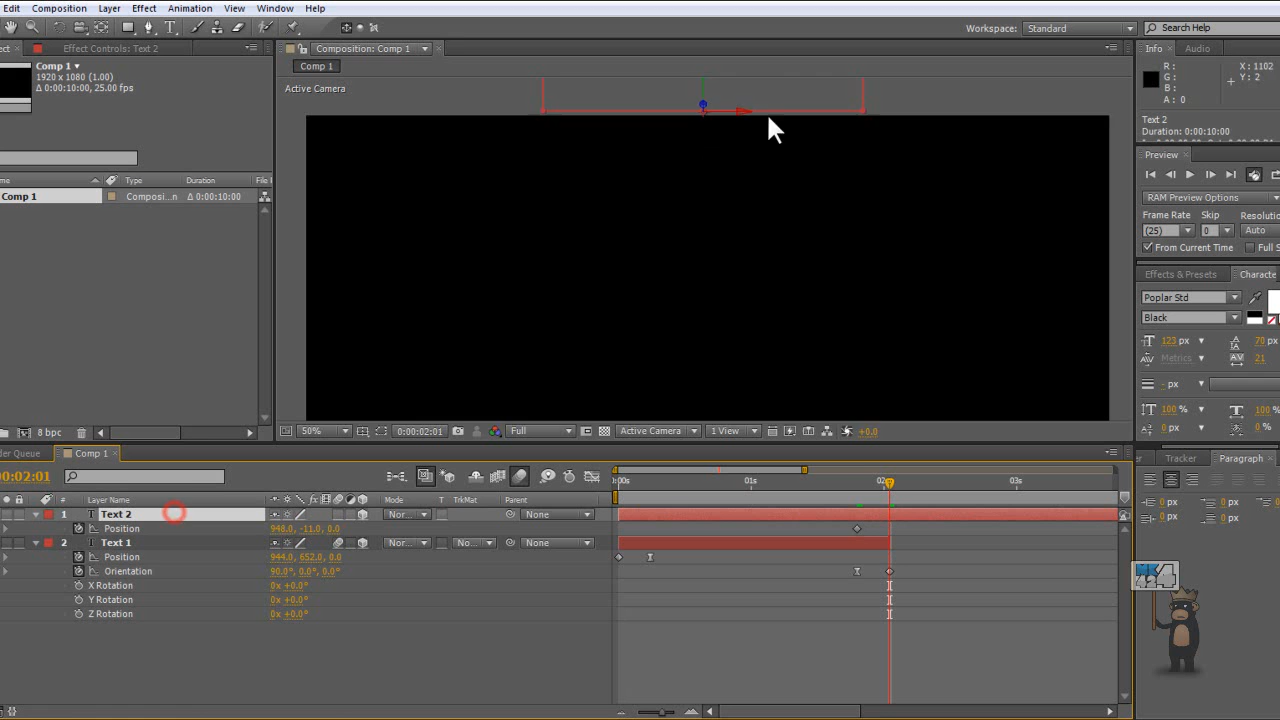 Edit Composition Layer Effect Animation View Window Help
Workspace: Standard Search Help
Effect Controls: Text 2 Composition: Comp 1 Info Audio
Comp 1
1920 x 1080 (1.00)
Δ 0:00:10:00, 25.00 fps
Comp 1
Active Camera
R :
G :
B :
A : 0
X : 1102
Y : 2
Text 2
Duration: 0:00:10:00
Preview
RAM Preview Options
Frame Rate Skip
(25) 0 Auto
From Current Time
Effects & Presets
Type Duration
Comp 1 Composi...n Δ 0:00:10:00
Poplar Std
Black
123 px 70 px
Metrics 21
- px
100 % 100 %
0 px 0 %
8 bpc
50% 0:00:02:01 Full Active Camera 1 View +0.0
Comp 1
Tracker Paragraph
0 px 0 px
0 px 0 px
0 px
:00s 01s 02s 03s
# Layer Name Mode TrkMat Parent
1 T Text 2 Nor... None
Position 948.0, -11.0, 0.0
2 T Text 1 Nor... No... None
Position 944.0, 652.0, 0.0
Orientation 90.0°, 0.0°, 0.0°
X Rotation 0x +0.0°
Y Rotation 0x +0.0°
Z Rotation 0x +0.0°